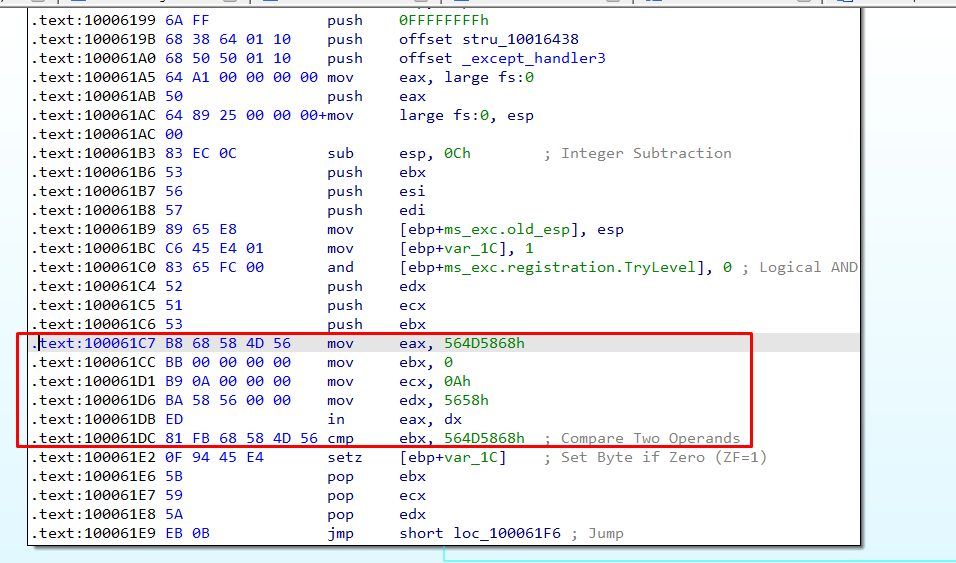 .text:10006199 6A FF push 0FFFFFFFFh
.text:1000619B 68 38 64 01 10 push offset stru_10016438
.text:100061A0 68 50 50 01 10 push offset _except_handler3
.text:100061A5 64 A1 00 00 00 00 mov eax, large fs:0
.text:100061AB 50 push eax
.text:100061AC 64 89 25 00 00 00+mov large fs:0, esp
.text:100061AC 00
.text:100061B3 83 EC 0C sub esp, 0Ch ; Integer Subtraction
.text:100061B6 53 push ebx
.text:100061B7 56 push esi
.text:100061B8 57 push edi
.text:100061B9 89 65 E8 mov [ebp+ms_exc.old_esp], esp
.text:100061BC C6 45 E4 01 mov [ebp+var_1C], 1
.text:100061C0 83 65 FC 00 and [ebp+ms_exc.registration.TryLevel], 0 ; Logical AND
.text:100061C4 52 push edx
.text:100061C5 51 push ecx
.text:100061C6 53 push ebx
.text:100061C7 B8 68 58 4D 56 mov eax, 564D5868h
.text:100061CC BB 00 00 00 00 mov ebx, 0
.text:100061D1 B9 0A 00 00 00 mov ecx, 0Ah
.text:100061D6 BA 58 56 00 00 mov edx, 5658h
.text:100061DB ED in eax, dx
.text:100061DC 81 FB 68 58 4D 56 cmp ebx, 564D5868h ; Compare Two Operands
.text:100061E2 0F 94 45 E4 setz [ebp+var_1C] ; Set Byte if Zero (ZF=1)
.text:100061E6 5B pop ebx
.text:100061E7 59 pop ecx
.text:100061E8 5A pop edx
.text:100061E9 EB 0B jmp short loc_100061F6 ; Jump